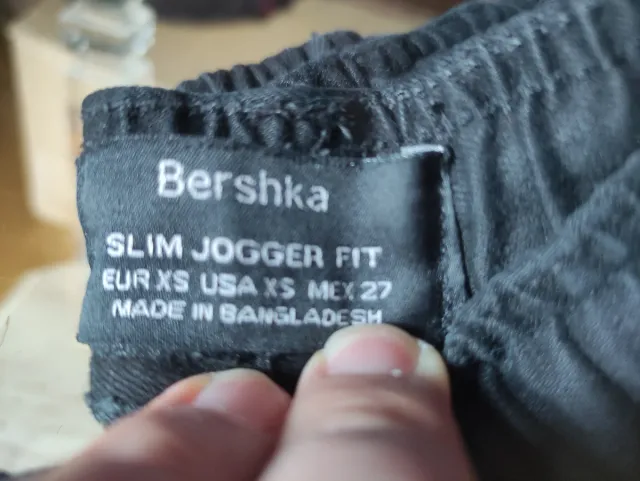 Bershka
SLIM JOGGER FIT
EUR XS USA XS MEX 27
MADE IN BANGLADESH